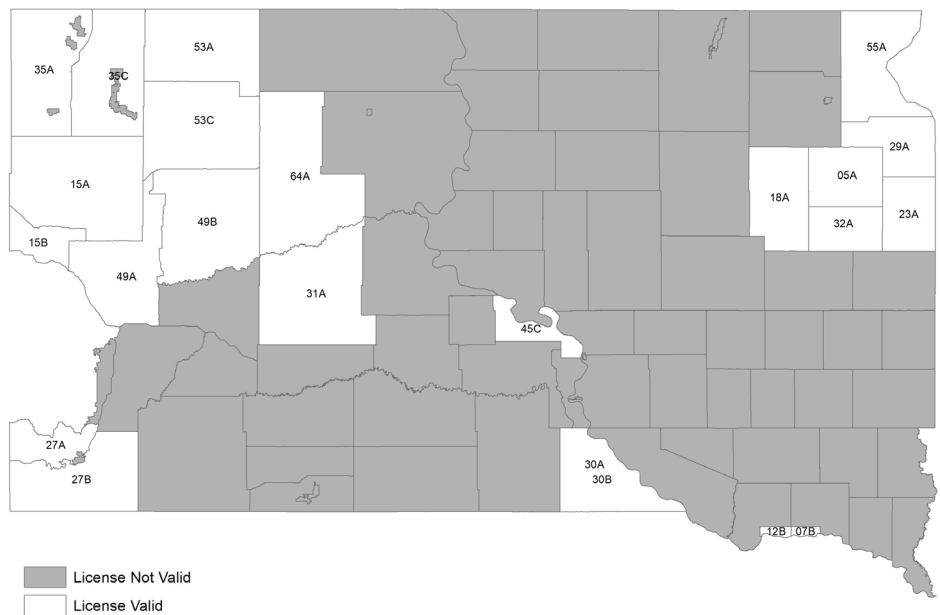 53A
55A
35A
35C
53C
29A
64A
05A
15A
18A
49B
23A
32A
15B
49A
31A
45C
27A
30A
27B
30B
12B
07B
License Not Valid
License Valid